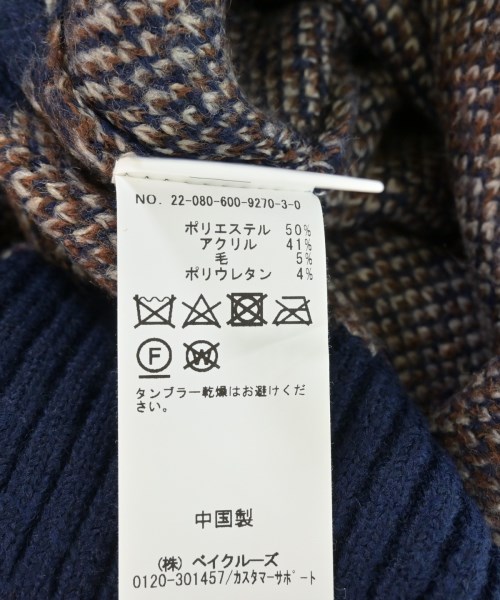 NO. 22-080-600-9270-3-0
ポリエステル 50%
アクリル 41%
毛 5%
ポリウレタン 4%
F W
タンブラー乾燥はお避けくだ
さい。
中国製
(株) ベイクルーズ
0120-301457/カスタマーサポート